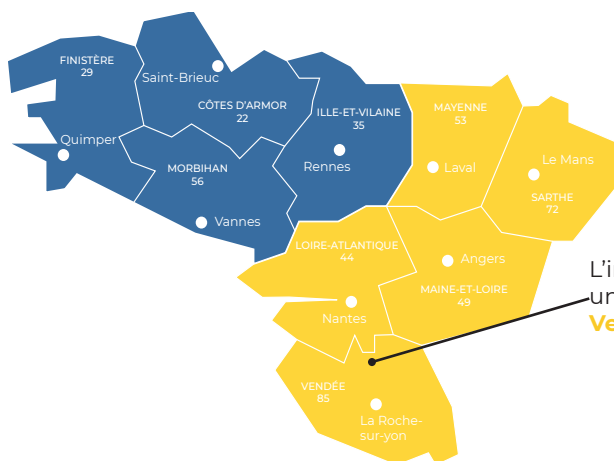 FINISTÈRE
29
Saint-Brieuc
CÔTES D'ARMOR
22
ILLE-ET-VILAINE
35
MAYENNE
53
Quimper
MORBIHAN
56
Rennes
Laval
Le Mans
SARTHE
72
Vannes
LOIRE-ATLANTIQUE
44
Angers
MAINE-ET-LOIRE
49
Nantes
VENDÉE
85
La Roche-
sur-yon